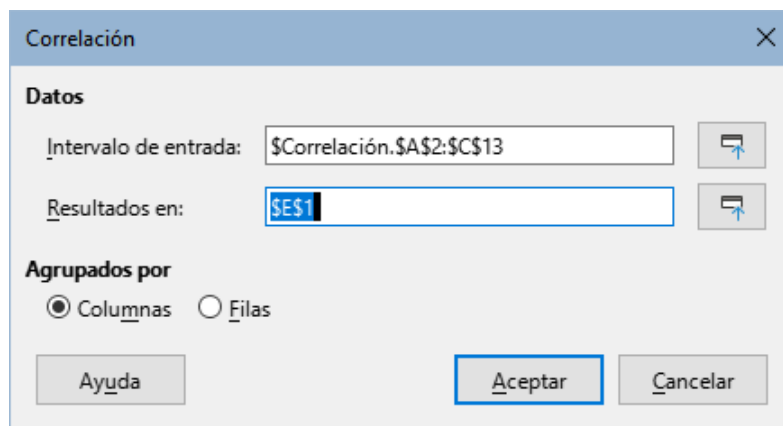 Correlación
Datos
Intervalo de entrada: $Correlación.$A$2:$C$13
Resultados en: $E$1
Agrupados por
Columnas Filas
Ayuda Aceptar Cancelar